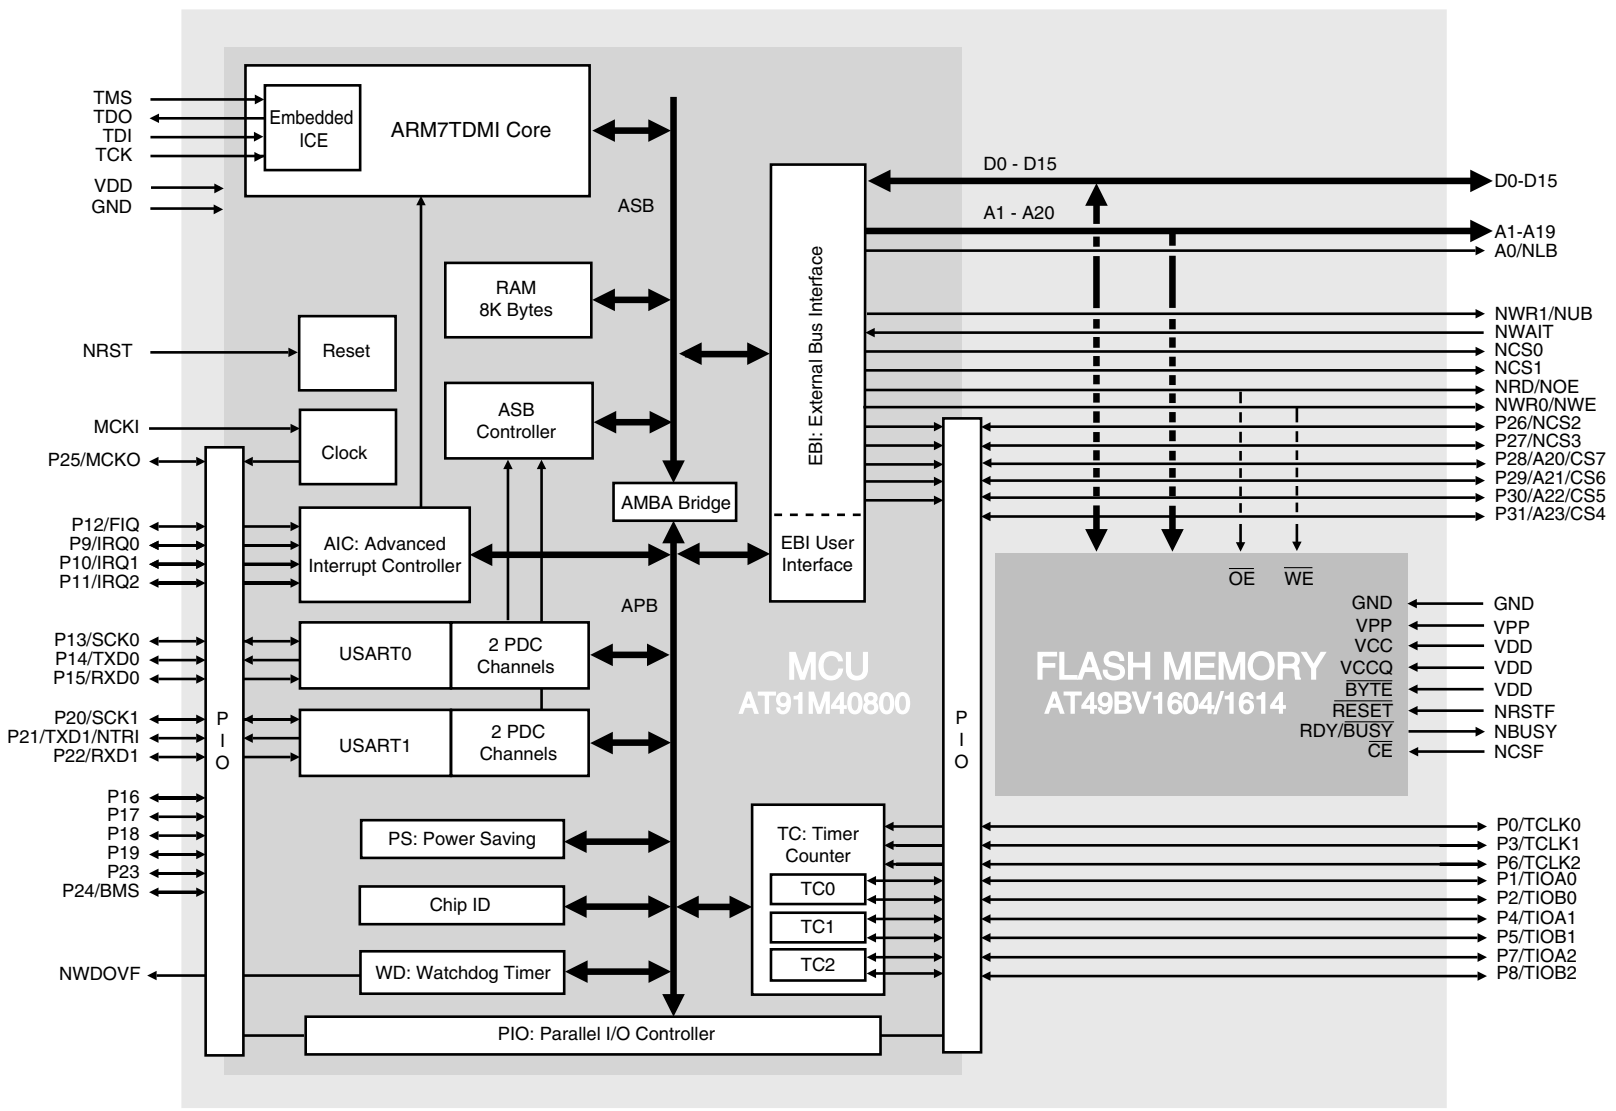 TMS
TDO
TDI
TCK
VDD
GND
NRST
MCKI
P25/MCKO
P12/FIQ
P9/IRQ0
P10/IRQ1
P11/IRQ2
P13/SCK0
P14/TXD0
P15/RXD0
P20/SCK1
P21/TXD1/NTRI
P22/RXD1
P16
P17
P18
P19
P23
P24/BMS
NWDOVF
P
I
O
Embedded
ICE
ARM7TDMI Core
ASB
RAM
8K Bytes
Reset
ASB
Controller
Clock
AMBA Bridge
AIC: Advanced
Interrupt Controller
APB
USART0
2 PDC
Channels
USART1
2 PDC
Channels
PS: Power Saving
Chip ID
WD: Watchdog Timer
PIO: Parallel I/O Controller
EBI: External Bus Interface
EBI User
Interface
MCU
AT91M40800
TC: Timer
Counter
TC0
TC1
TC2
P
I
O
D0 - D15
A1 - A20
OE
WE
FLASH MEMORY
AT49BV1604/1614
GND
VPP
VCC
VCCQ
BYTE
RESET
RDY/BUSY
CE
D0-D15
A1-A19
A0/NLB
NWR1/NUB
NWAIT
NCS0
NCS1
NRD/NOE
NWR0/NWE
P26/NCS2
P27/NCS3
P28/A20/CS7
P29/A21/CS6
P30/A22/CS5
P31/A23/CS4
GND
VPP
VDD
VDD
VDD
NRSTF
NBUSY
NCSF
P0/TCLK0
P3/TCLK1
P6/TCLK2
P1/TIOA0
P2/TIOB0
P4/TIOA1
P5/TIOB1
P7/TIOA2
P8/TIOB2